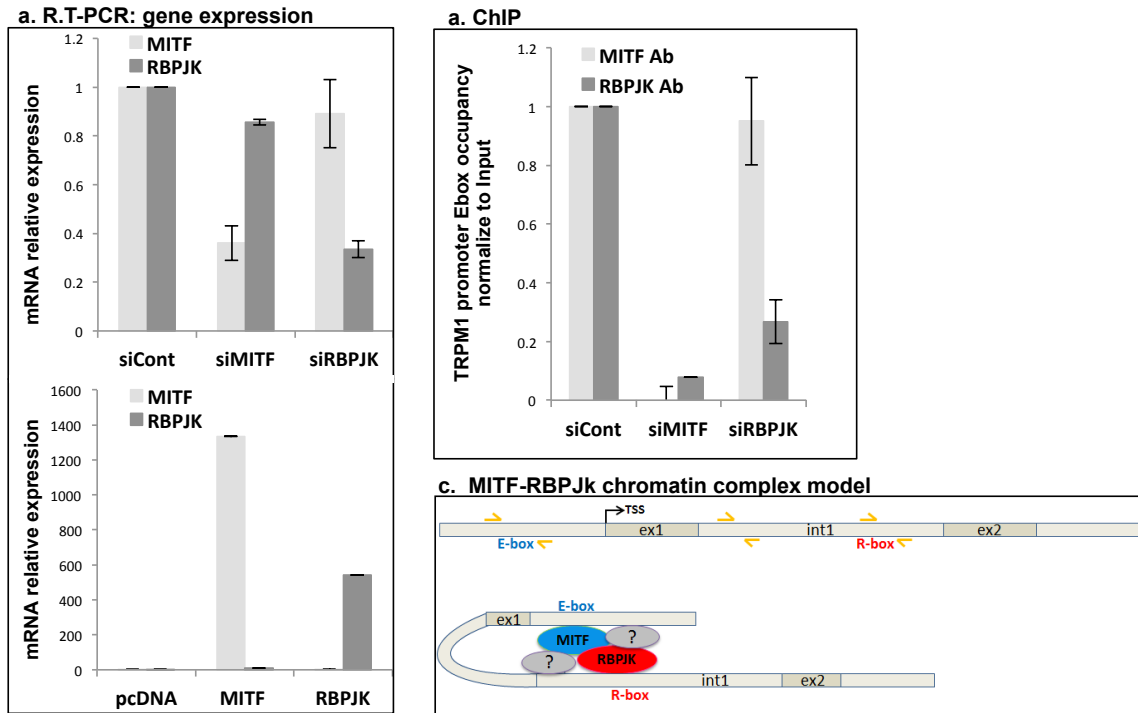 a. R.T-PCR: gene expression
MITF
RBPJK
mRNA relative expression
1.2
1
0.8
0.6
0.4
0.2
0
siCont siMITF siRBPJK
MITF
RBPJK
mRNA relative expression
1600
1400
1200
1000
800
600
400
200
0
pcDNA MITF RBPJK
a. ChIP
MITF Ab
RBPJK Ab
TRPM1 promoter Ebox occupancy
normalize to Input
1.2
1
0.8
0.6
0.4
0.2
0
siCont siMITF siRBPJK
c. MITF-RBPJk chromatin complex model
TSS
ex1 int1 ex2
E-box R-box
E-box
ex1
MITF ?
? RBPJK
int1 ex2
R-box